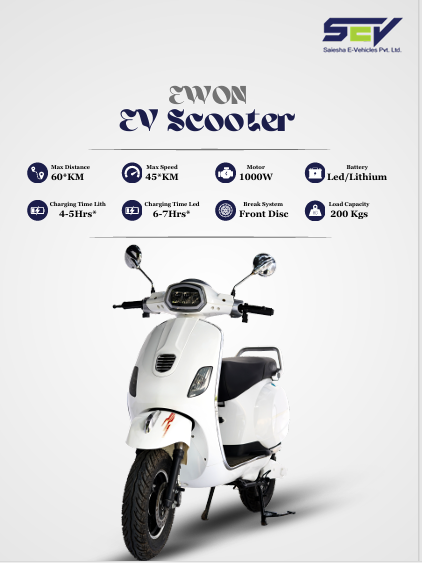 SEV
Saiesha E-Vehicles Pvt. Ltd.
EWON
EV Scooter
Max Distance
60*KM
Max Speed
45*KM
Motor
1000W
Battery
Led/Lithium
Charging Time Lith
4-5Hrs*
Charging Time Led
6-7Hrs*
Break System
Front Disc
Load Capacity
200 Kgs